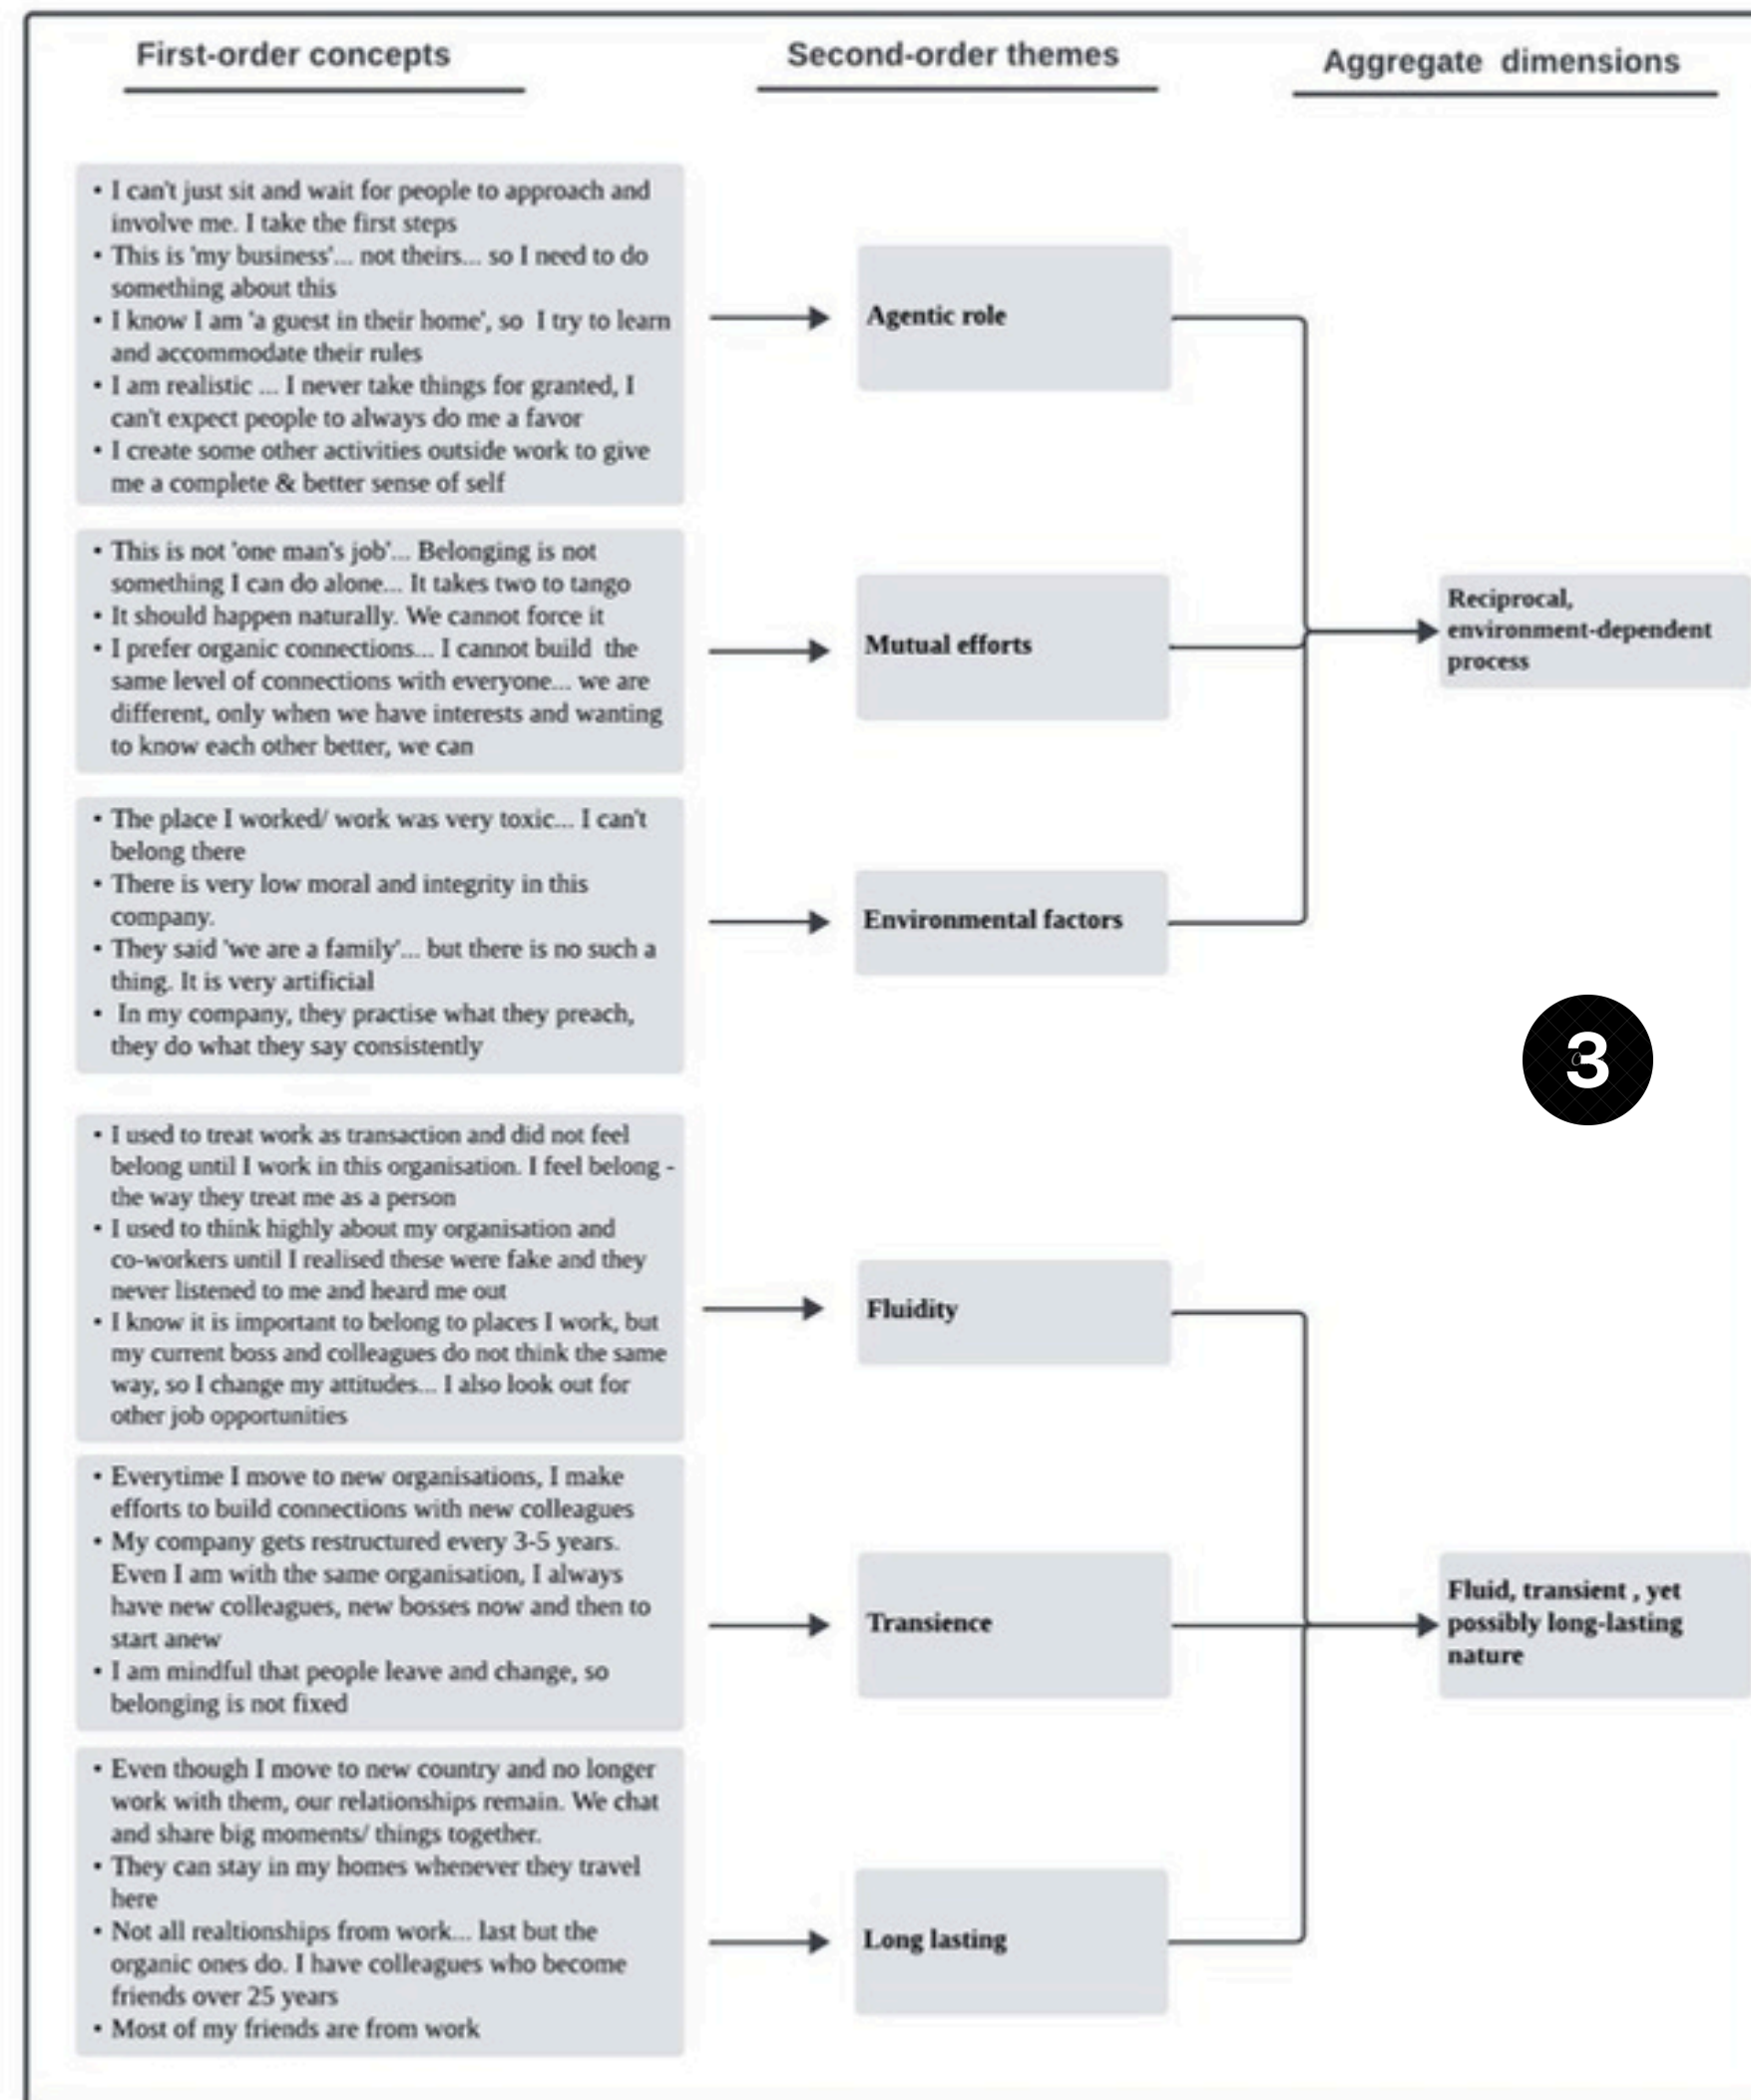 First-order concepts
Second-order themes
Aggregate dimensions
• I can't just sit and wait for people to approach and
involve me. I take the first steps
• This is 'my business'... not theirs... so I need to do
something about this
• I know I am 'a guest in their home', so I try to learn
and accommodate their rules
• I am realistic ... I never take things for granted, I
can't expect people to always do me a favor
• I create some other activities outside work to give
me a complete & better sense of self
Agentic role
• This is not 'one man's job'... Belonging is not
something I can do alone... It takes two to tango
• It should happen naturally. We cannot force it
• I prefer organic connections... I cannot build the
same level of connections with everyone... we are
different, only when we have interests and wanting
to know each other better, we can
Mutual efforts
• The place I worked/ work was very toxic... I can't
belong there
• There is very low moral and integrity in this
company.
• They said 'we are a family'... but there is no such a
thing. It is very artificial
• In my company, they practise what they preach,
they do what they say consistently
Environmental factors
Reciprocal,
environment-dependent
process
3
• I used to treat work as transaction and did not feel
belong until I work in this organisation. I feel belong -
the way they treat me as a person
• I used to think highly about my organisation and
co-workers until I realised these were fake and they
never listened to me and heard me out
• I know it is important to belong to places I work, but
my current boss and colleagues do not think the same
way, so I change my attitudes... I also look out for
other job opportunities
Fluidity
• Everytime I move to new organisations, I make
efforts to build connections with new colleagues
• My company gets restructured every 3-5 years.
Even I am with the same organisation, I always
have new colleagues, new bosses now and then to
start anew
• I am mindful that people leave and change, so
belonging is not fixed
Transience
• Even though I move to new country and no longer
work with them, our relationships remain. We chat
and share big moments/ things together.
• They can stay in my homes whenever they travel
here
• Not all realtionships from work... last but the
organic ones do. I have colleagues who become
friends over 25 years
• Most of my friends are from work
Long lasting
Fluid, transient , yet
possibly long-lasting
nature